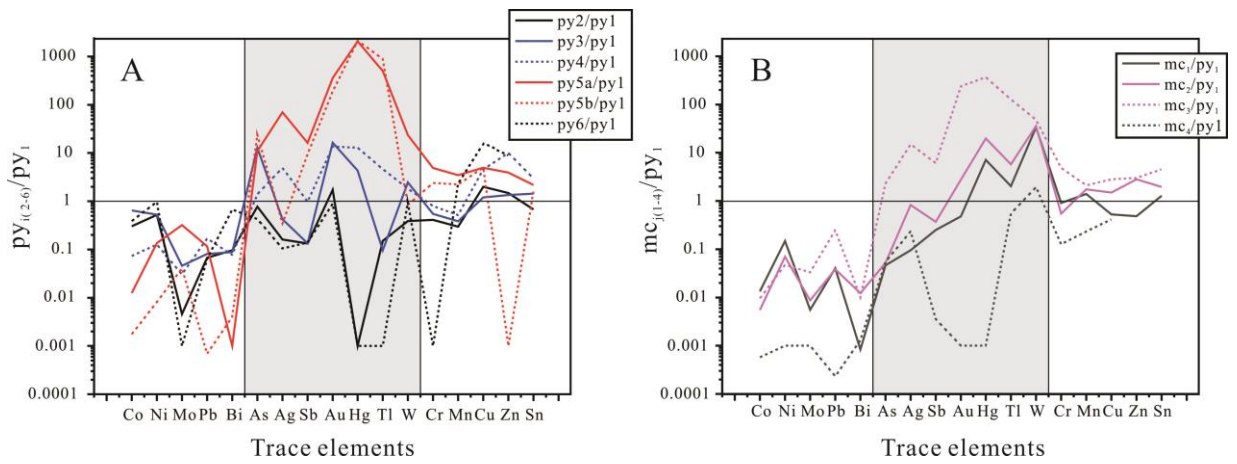 A
py2/py1
py3/py1
py4/py1
py5a/py1
py5b/py1
py6/py1
py_i(2-6)/py_1
1000
100
10
1
0.1
0.01
0.001
0.0001
Co Ni Mo Pb Bi As Ag Sb Au Hg Tl W Cr Mn Cu Zn Sn
Trace elements
B
mc₁/py₁
mc₂/py₁
mc₃/py₁
mc₄/py1
mc_j(1-4)/py_1
1000
100
10
1
0.1
0.01
0.001
0.0001
Co Ni Mo Pb Bi As Ag Sb Au Hg Tl W Cr Mn Cu Zn Sn
Trace elements